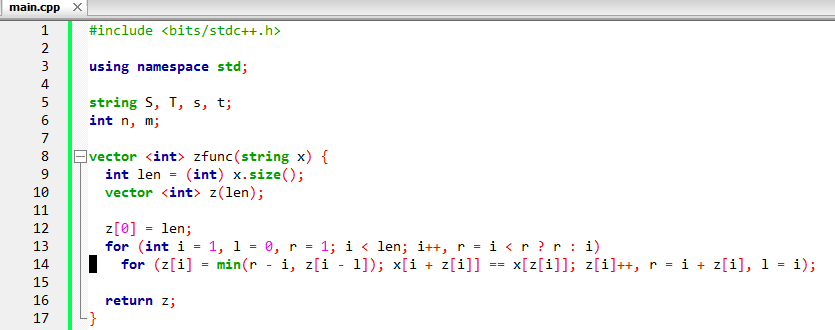 main.cpp
1 #include <bits/stdc++.h>
2
3 using namespace std;
4
5 string S, T, s, t;
6 int n, m;
7
8 vector <int> zfunc(string x) {
9 int len = (int) x.size();
10 vector <int> z(len);
11
12 z[0] = len;
13 for (int i = 1, l = 0, r = 1; i < len; i++, r = i < r ? r : i)
14 for (z[i] = min(r - i, z[i - l]); x[i + z[i]] == x[z[i]]; z[i]++, r = i + z[i], l = i);
15
16 return z;
17 }